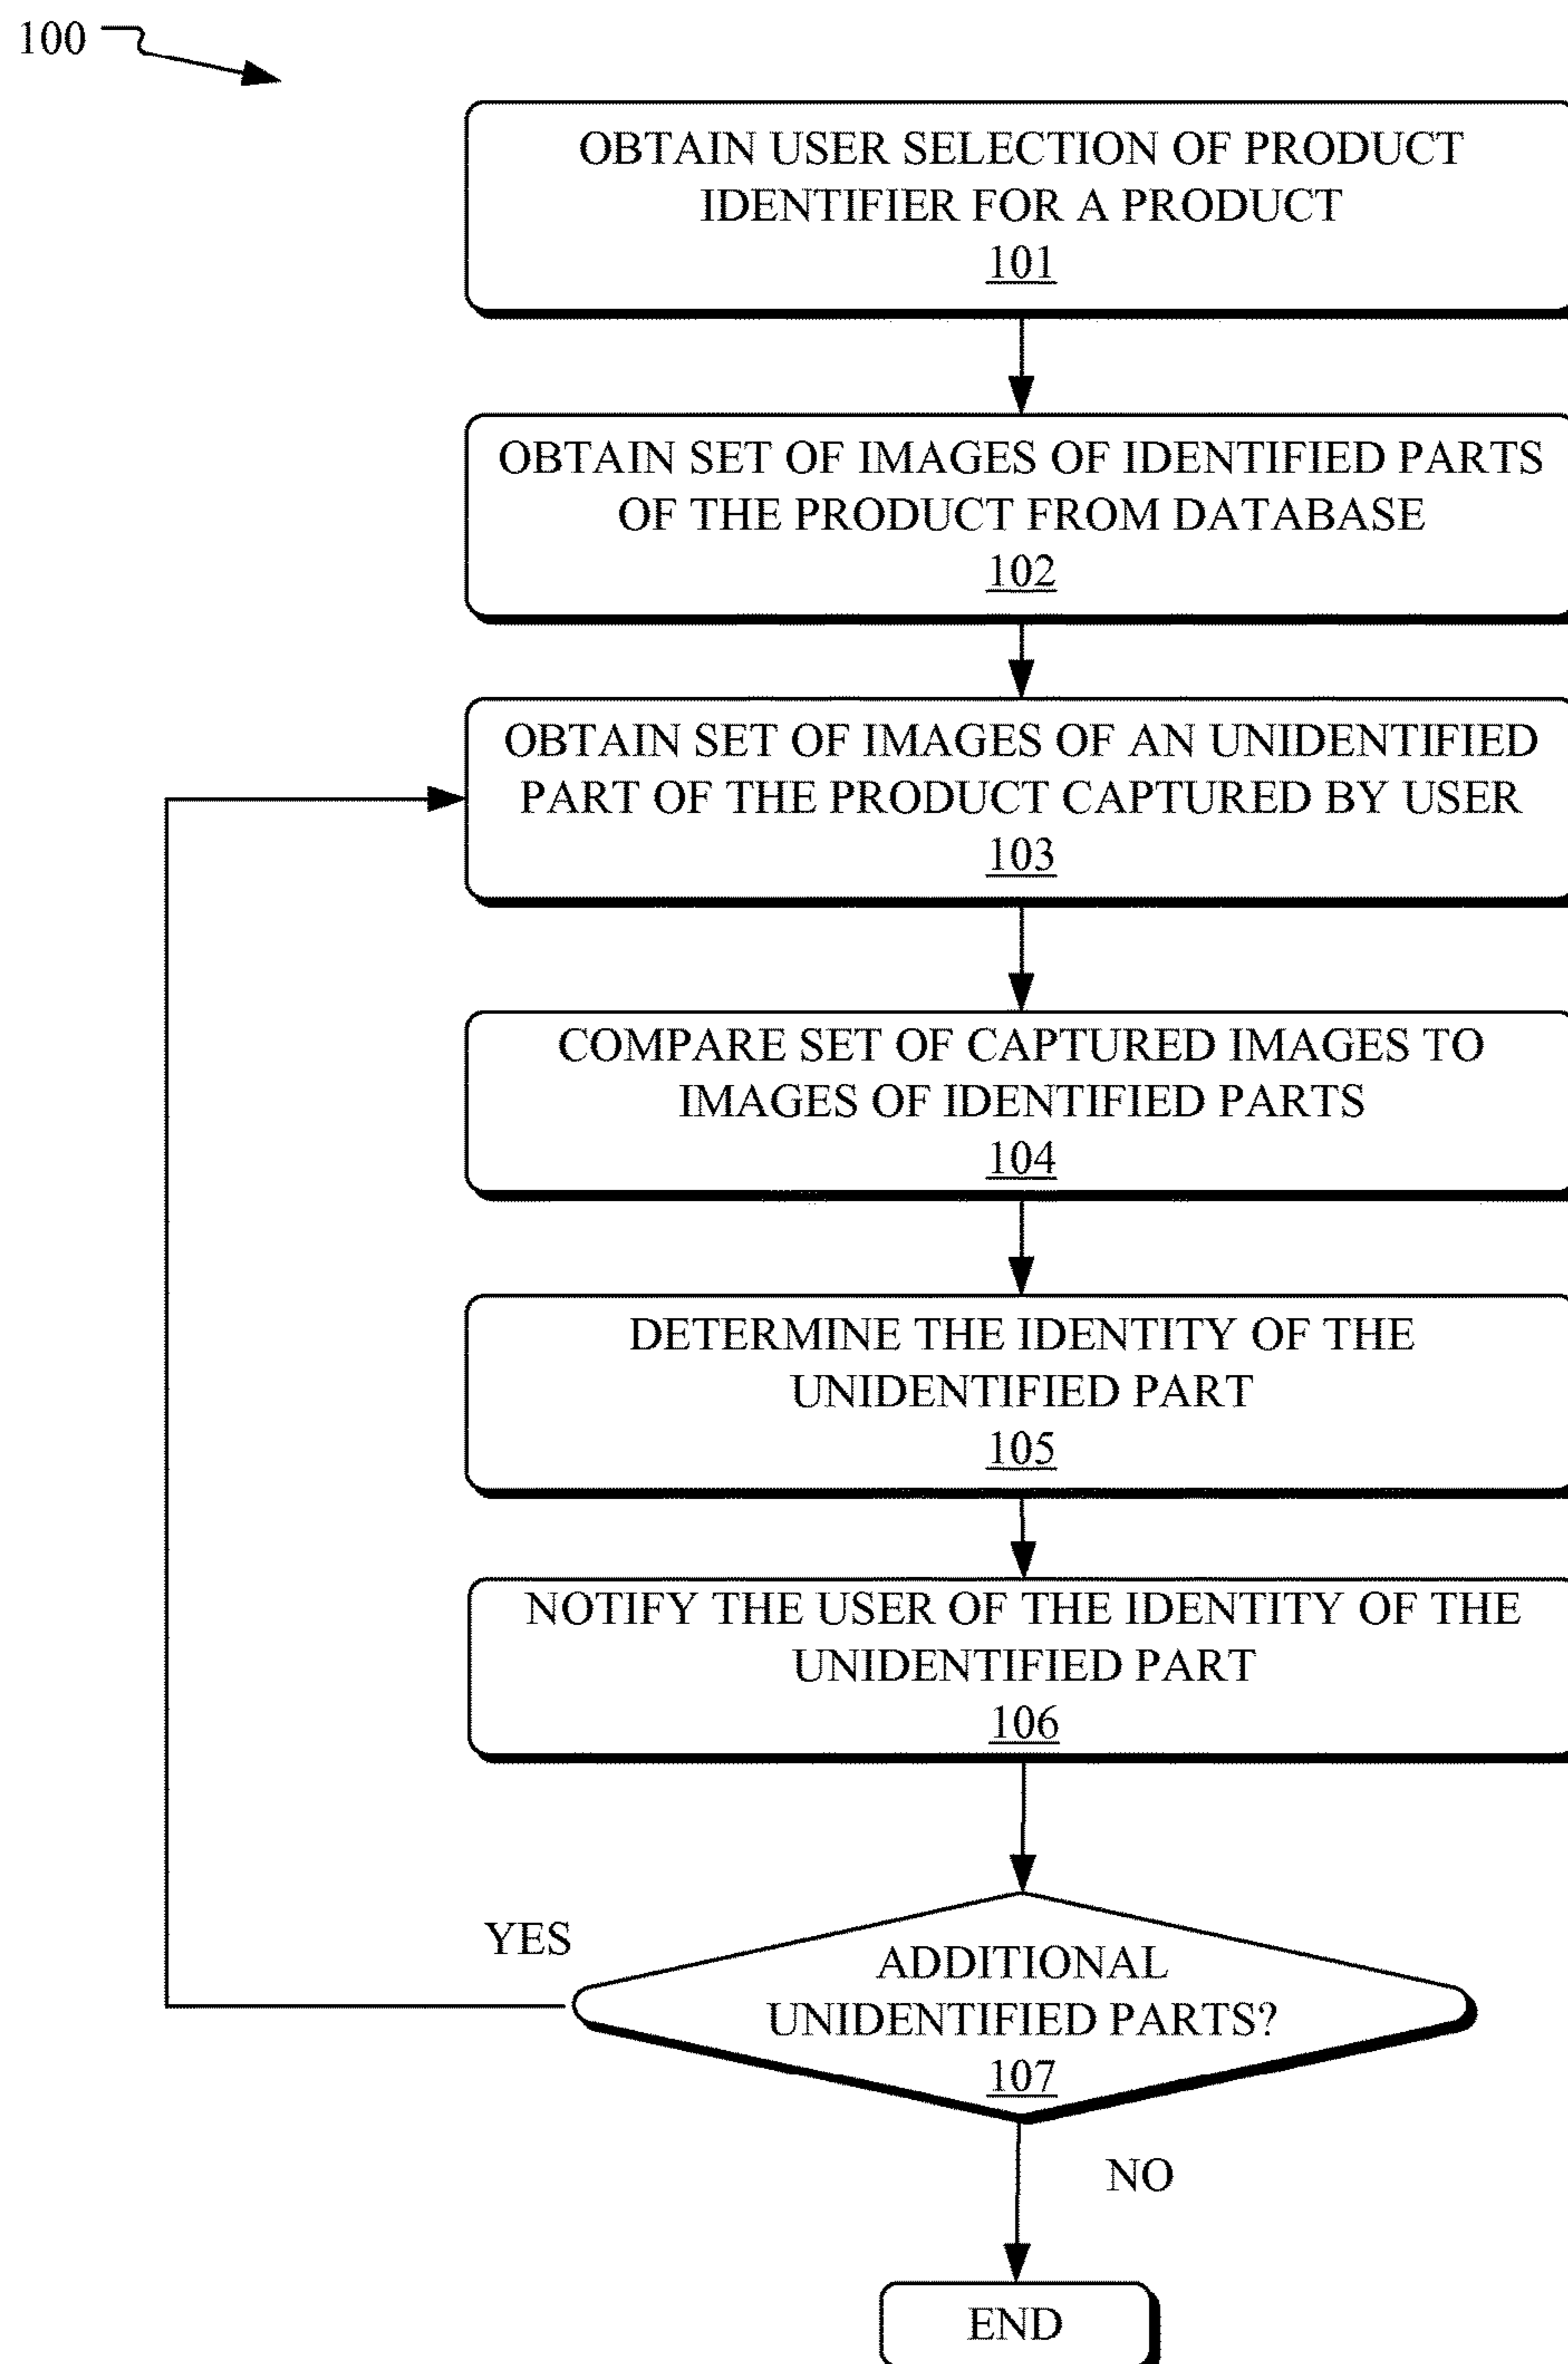 100
OBTAIN USER SELECTION OF PRODUCT
IDENTIFIER FOR A PRODUCT
101
OBTAIN SET OF IMAGES OF IDENTIFIED PARTS
OF THE PRODUCT FROM DATABASE
102
OBTAIN SET OF IMAGES OF AN UNIDENTIFIED
PART OF THE PRODUCT CAPTURED BY USER
103
COMPARE SET OF CAPTURED IMAGES TO
IMAGES OF IDENTIFIED PARTS
104
DETERMINE THE IDENTITY OF THE
UNIDENTIFIED PART
105
NOTIFY THE USER OF THE IDENTITY OF THE
UNIDENTIFIED PART
106
YES
ADDITIONAL
UNIDENTIFIED PARTS?
107
NO
END